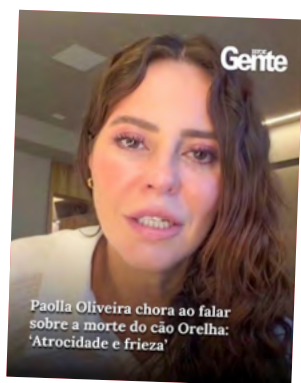 Gente
Paolla Oliveira chora ao falar
sobre a morte do cão Orelha:
‘Atrocidade e frieza’